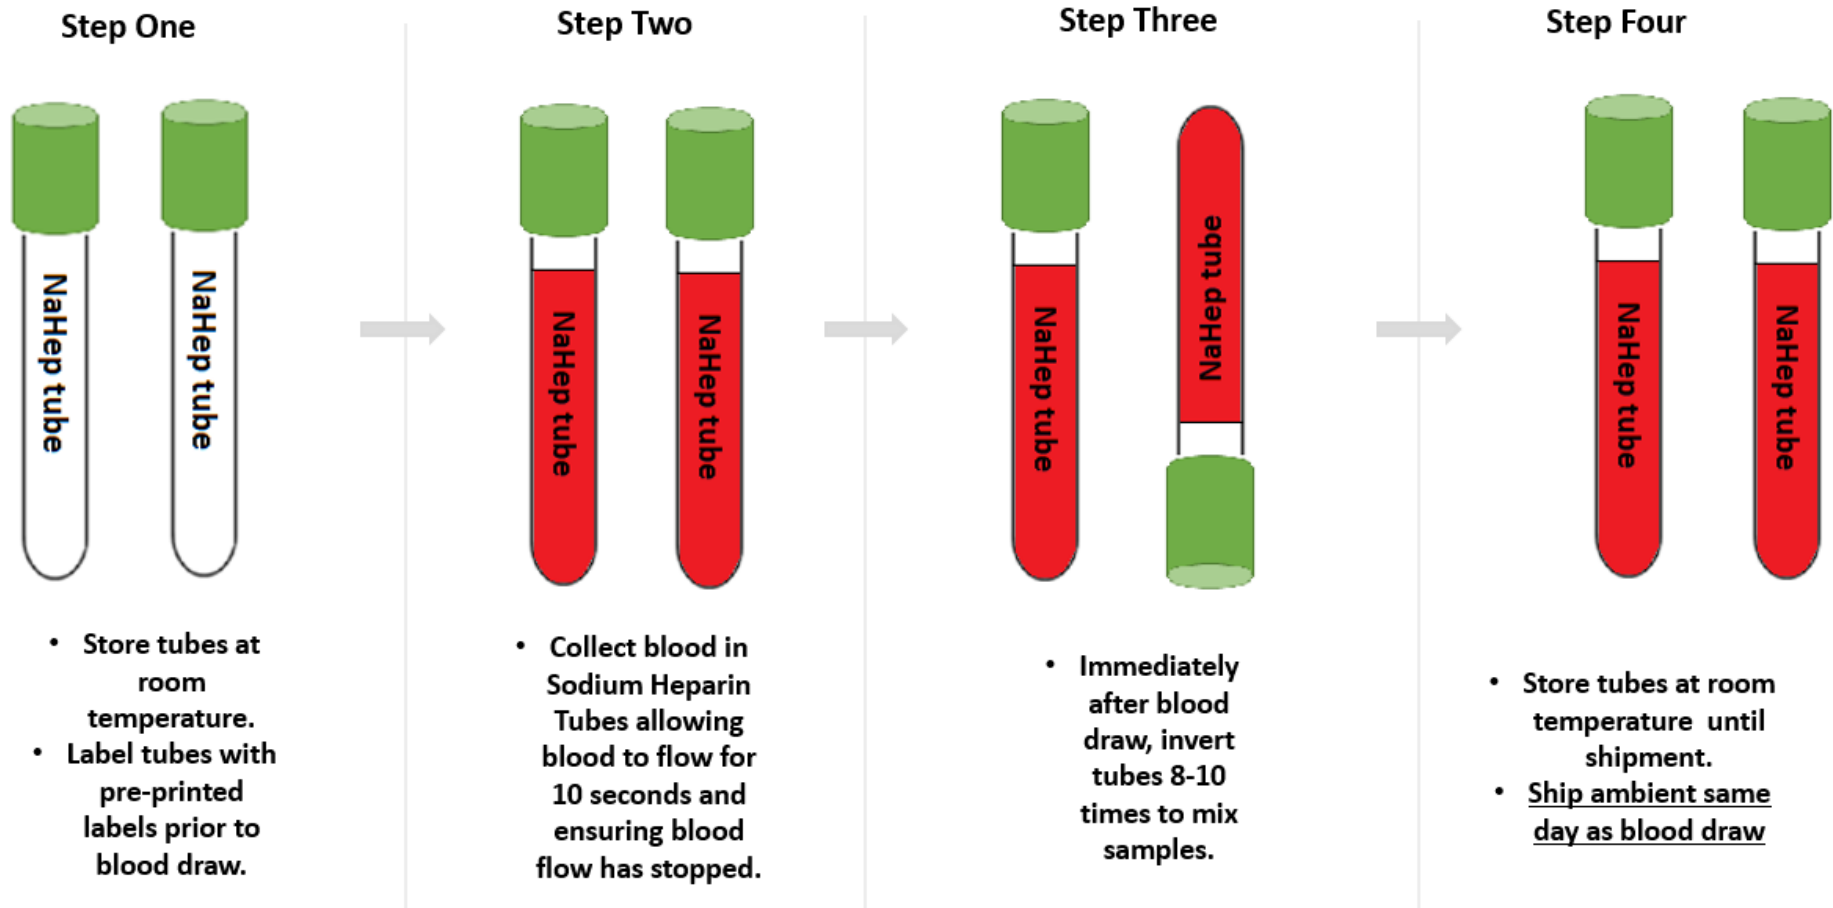 Step One
NaHep tube
NaHep tube
• Store tubes at
room
temperature.
• Label tubes with
pre-printed
labels prior to
blood draw.
Step Two
NaHep tube
NaHep tube
• Collect blood in
Sodium Heparin
Tubes allowing
blood to flow for
10 seconds and
ensuring blood
flow has stopped.
Step Three
NaHep tube
NaHep tube
• Immediately
after blood
draw, invert
tubes 8-10
times to mix
samples.
Step Four
NaHep tube
NaHep tube
• Store tubes at room
temperature until
shipment.
• Ship ambient same
day as blood draw